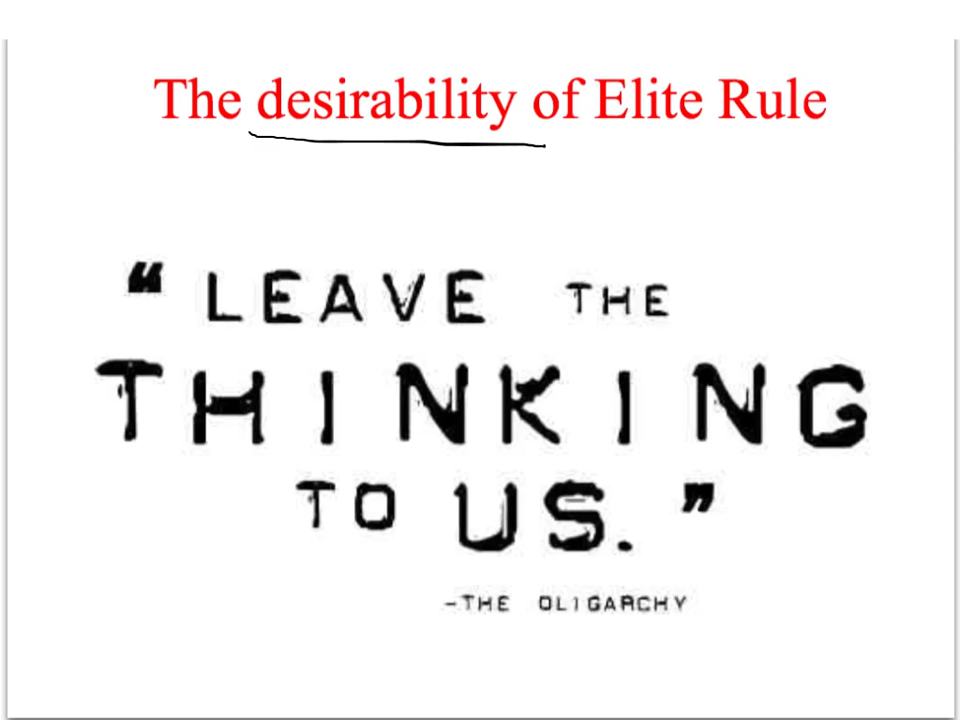 The desirability of Elite Rule
“ LEAVE THE
THINKING
TO US. ”
-THE OLIGARCHY